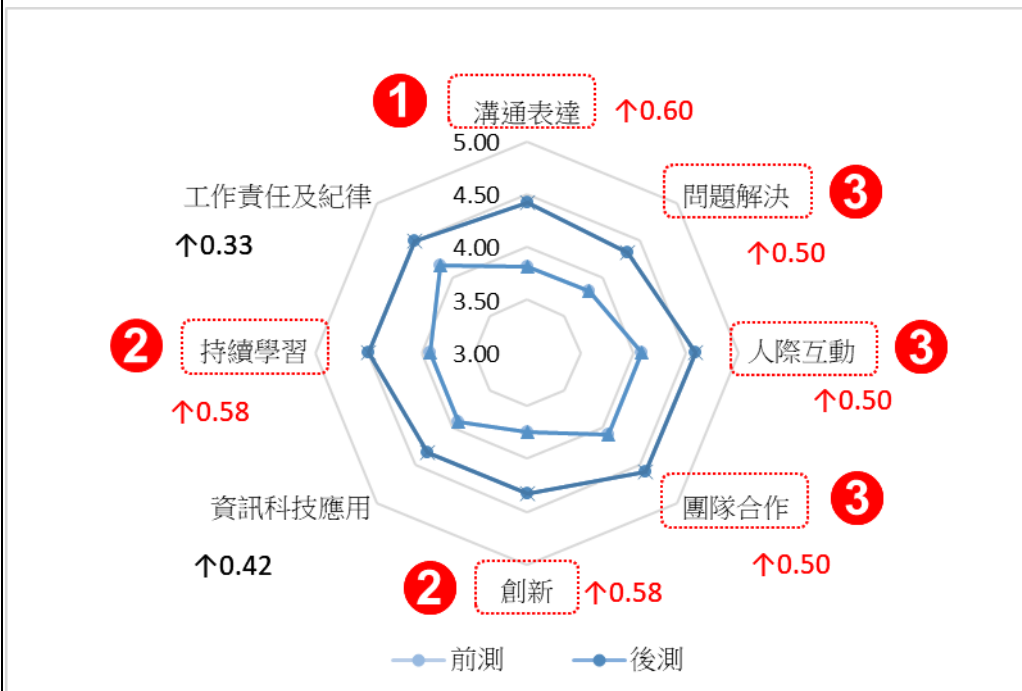 1 溝通表達 ↑0.60
5.00
工作責任及紀律 4.50 問題解決 3
↑0.33 4.00 ↑0.50
3.50
2 持續學習 3.00 人際互動 3
↑0.58 ↑0.50
資訊科技應用 團隊合作 3
↑0.42 ↑0.50
2 創新 ↑0.58
前測 後測